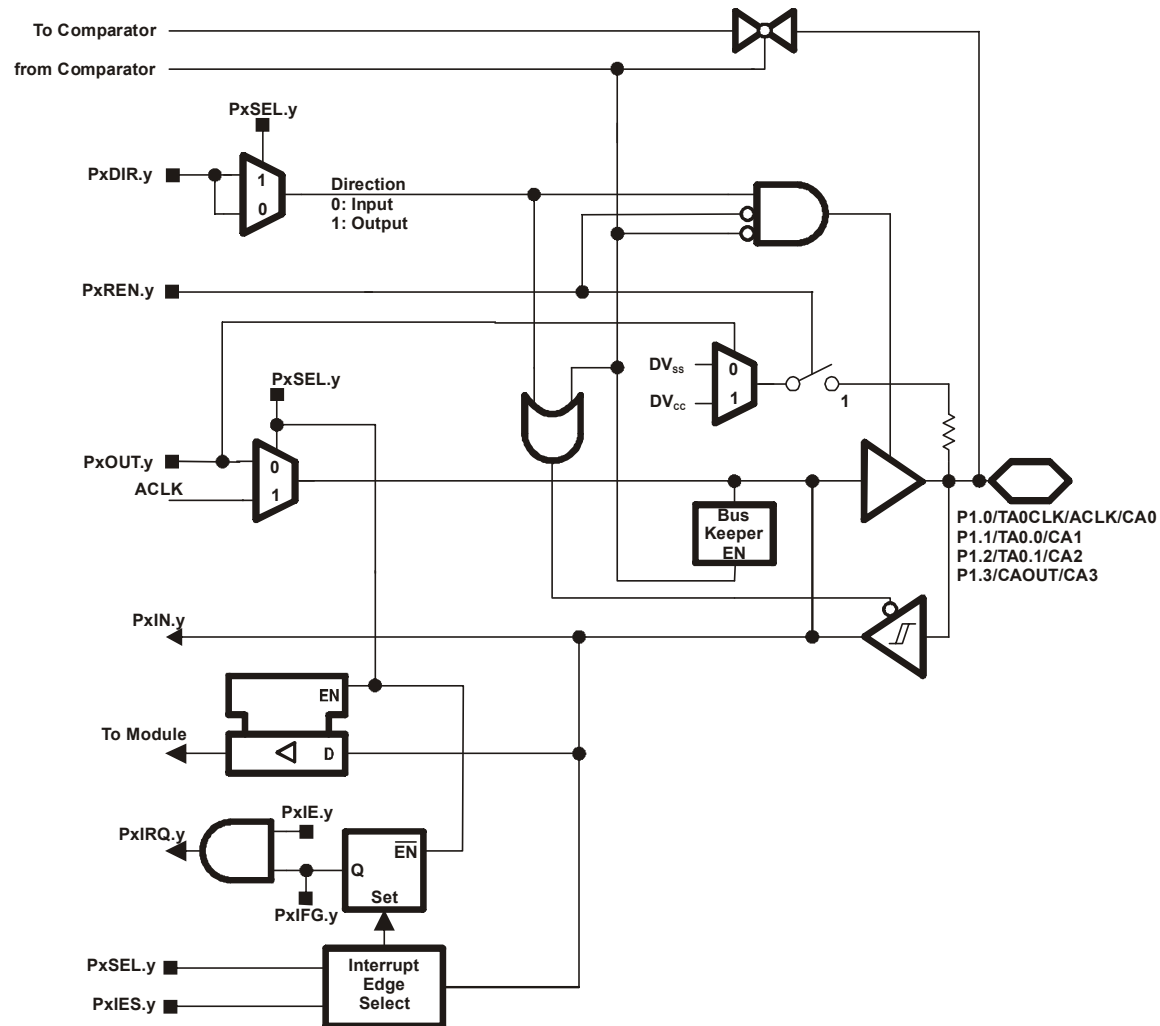 To Comparator
from Comparator
PxSEL.y
PxDIR.y
1
0
Direction
0: Input
1: Output
PxREN.y
DVSS
0
DVCC
1
1
PxSEL.y
PxOUT.y
0
ACLK
1
Bus
Keeper
EN
P1.0/TA0CLK/ACLK/CA0
P1.1/TA0.0/CA1
P1.2/TA0.1/CA2
P1.3/CAOUT/CA3
PxIN.y
EN
To Module
D
PxIE.y
PxIRQ.y
EN
Q
Set
PxIFG.y
PxSEL.y
PxIES.y
Interrupt
Edge
Select